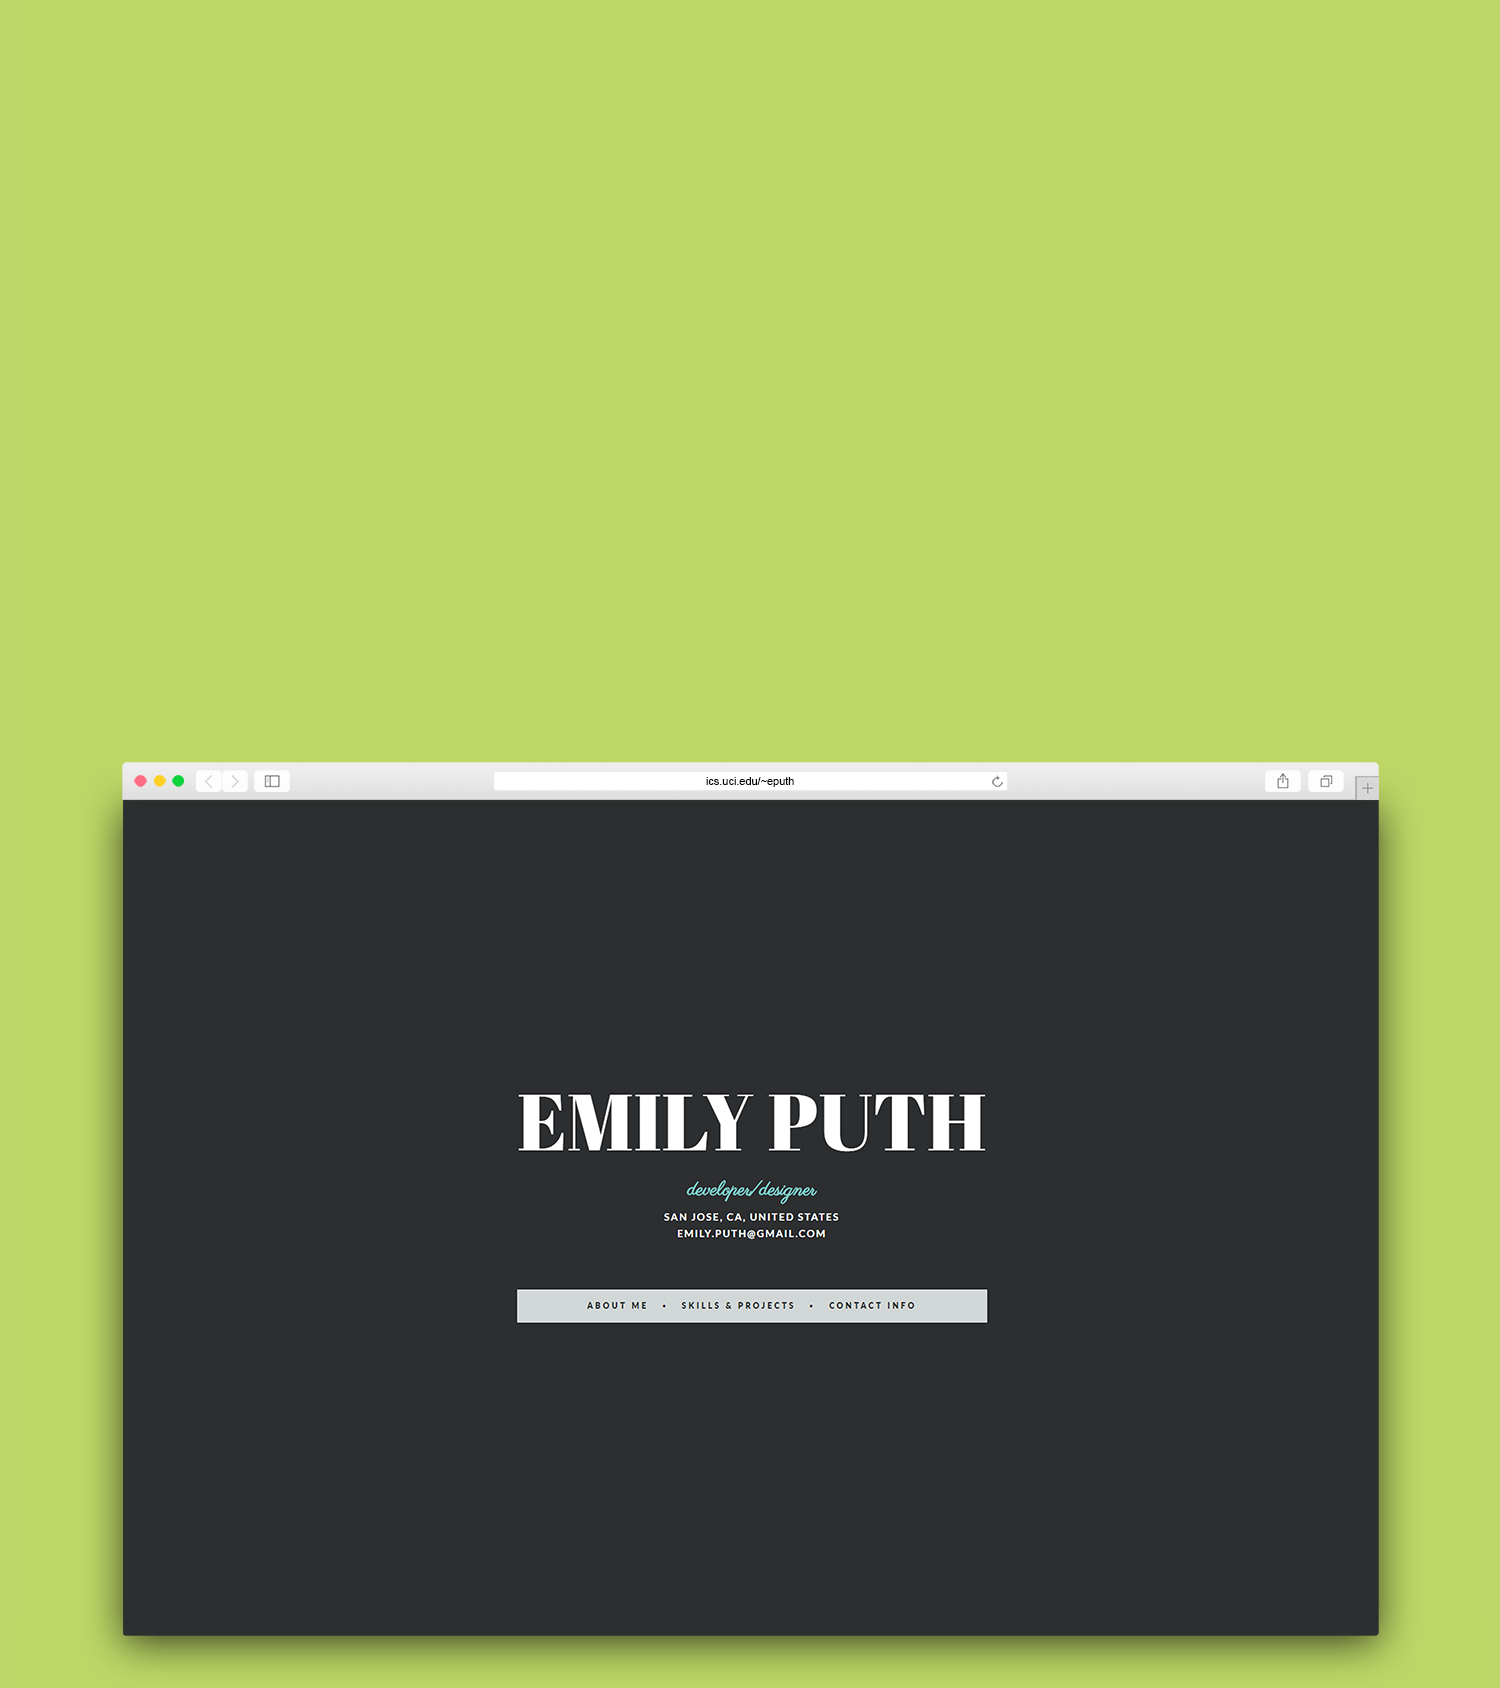 ics.uci.edu/~eputh
EMILY PUTH
developer/designer
SAN JOSE, CA, UNITED STATES
EMILY.PUTH@GMAIL.COM
ABOUT ME • SKILLS & PROJECTS • CONTACT INFO